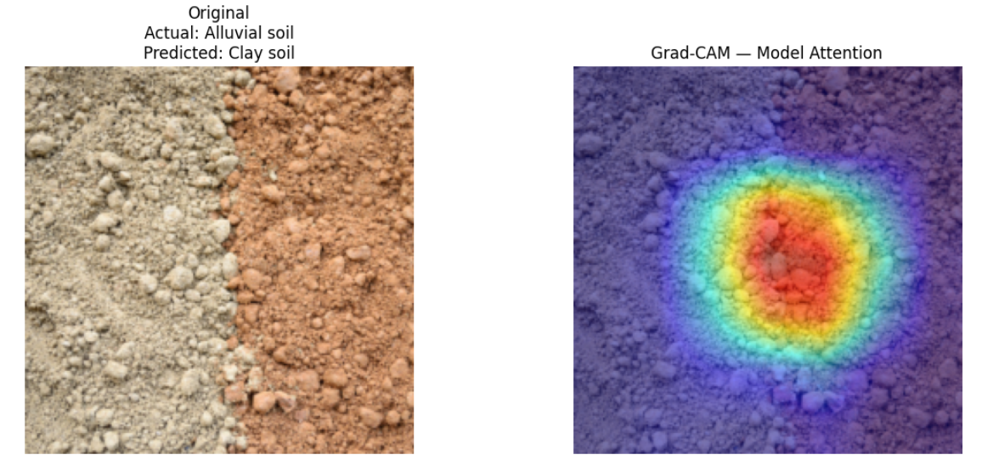 Original
Actual: Alluvial soil
Predicted: Clay soil
Grad-CAM — Model Attention